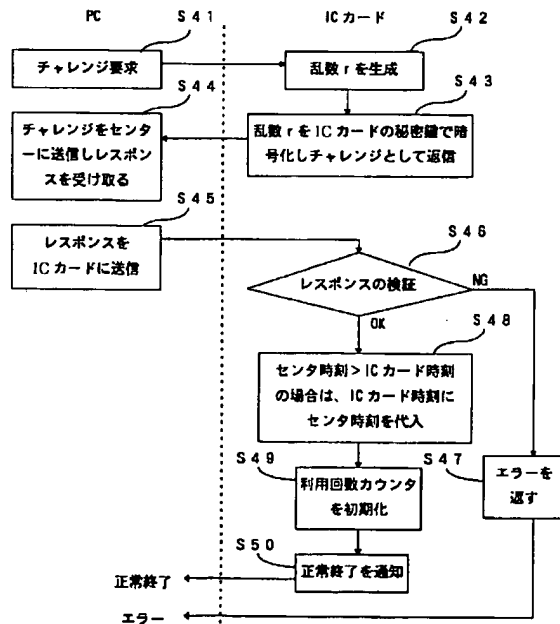 PC
ICカード
S41
チャレンジ要求
S42
乱数rを生成
S43
乱数rをICカードの秘密鍵で暗
号化しチャレンジとして返信
S44
チャレンジをセンタ
ーに送信しレスポン
スを受け取る
S45
レスポンスを
ICカードに送信
S46
レスポンスの検証
NG
OK
S48
センタ時刻>ICカード時刻
の場合は、ICカード時刻に
センタ時刻を代入
S49
利用回数カウンタ
を初期化
S47
エラーを
返す
S50
正常終了を通知
正常終了
エラー